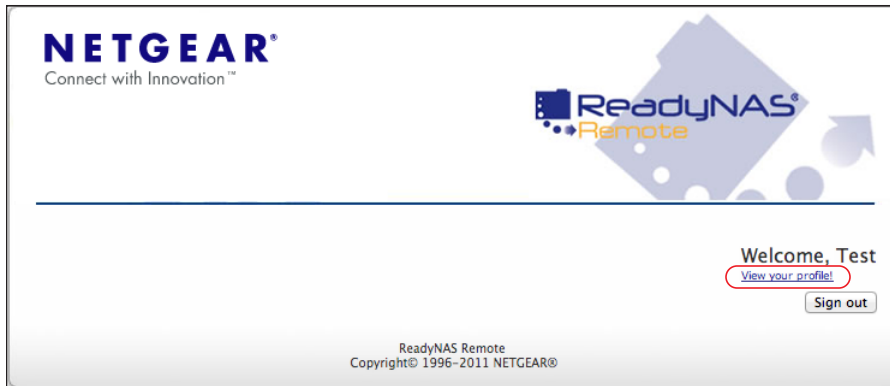 NETGEAR®
Connect with Innovation™
ReadyNAS®
Remote
Welcome, Test
View your profile!
Sign out
ReadyNAS Remote
Copyright© 1996-2011 NETGEAR®